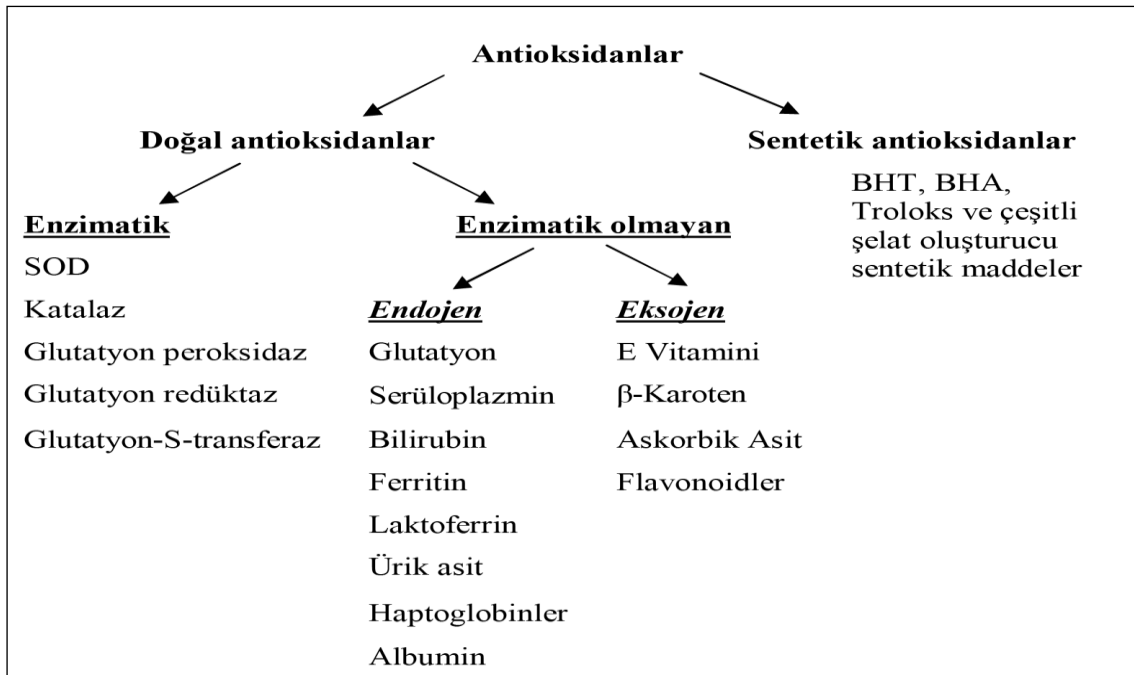 Antioksidanlar
Doğal antioksidanlar
Sentetik antioksidanlar
BHT, BHA,
Troloks ve çeşitli
şelat oluşturucu
sentetik maddeler
Enzimatik
SOD
Katalaz
Glutatyon peroksidaz
Glutatyon redüktaz
Glutatyon-S-transferaz
Enzimatik olmayan
Endojen
Glutatyon
Serüloplazmin
Bilirubin
Ferritin
Laktoferrin
Ürik asit
Haptoglobinler
Albumin
Eksojen
E Vitamini
β-Karoten
Askorbik Asit
Flavonoidler